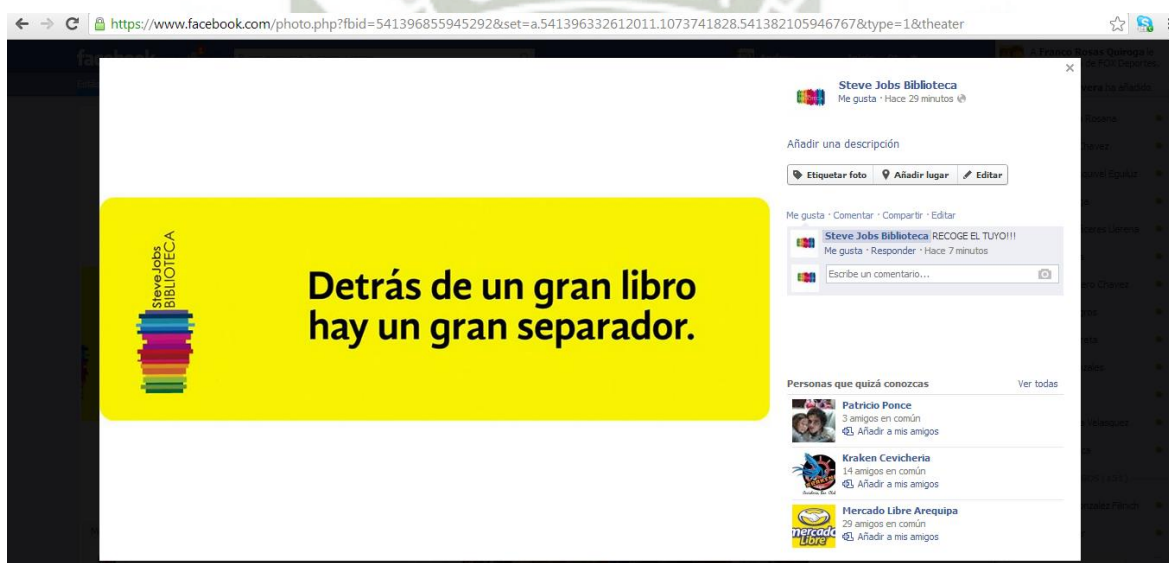 https://www.facebook.com/photo.php?fbid=541396855945292&set=a.541396332612011.1073741828.541382105946767&type=1&theater
Steve Jobs Biblioteca
Me gusta · Hace 29 minutos
Añadir una descripción
Etiquetar foto Añadir lugar Editar
Me gusta · Comentar · Compartir · Editar
Steve Jobs Biblioteca RECOGE EL TUYO!!!
Me gusta · Responder · Hace 7 minutos
Escribe un comentario...
SteveJobs
BIBLIOTECA
Detrás de un gran libro
hay un gran separador.
Personas que quizá conozcas Ver todas
Patricio Ponce
3 amigos en común
Añadir a mis amigos
Kraken Cevicheria
14 amigos en común
Añadir a mis amigos
Mercado Libre Arequipa
29 amigos en común
Añadir a mis amigos
mercado
Libre